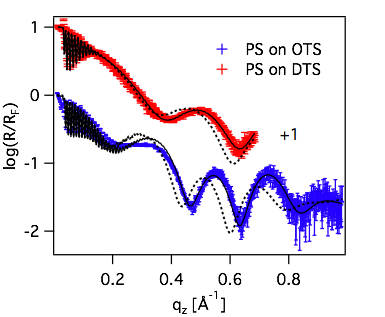 1
0
-1
-2
log(R/R_F)
PS on OTS
PS on DTS
+1
0.2 0.4 0.6 0.8
q_z [Å^-1]